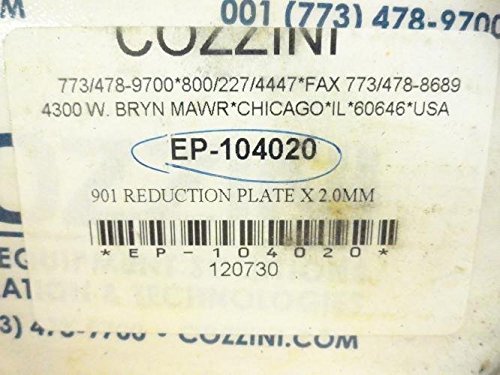 001 (773) 478-9700
COZZINI
773/478-9700*800/227/4447*FAX 773/478-8689
4300 W. BRYN MAWR*CHICAGO*IL*60646*USA
EP-104020
901 REDUCTION PLATE X 2.0MM
*EP-104020*
120730
& TECHNOLOGIES
COZZINI.COM